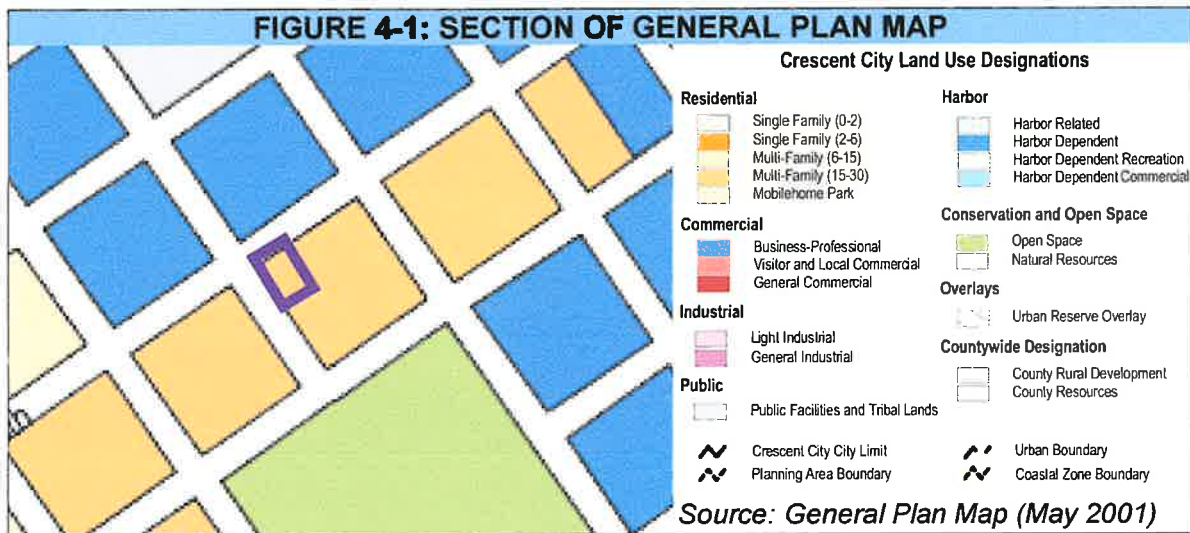 FIGURE 4-1: SECTION OF GENERAL PLAN MAP
Crescent City Land Use Designations
Residential
Single Family (0-2)
Single Family (2-6)
Multi-Family (6-15)
Multi-Family (15-30)
Mobilehome Park
Commercial
Business-Professional
Visitor and Local Commercial
General Commercial
Industrial
Light Industrial
General Industrial
Public
Public Facilities and Tribal Lands
Harbor
Harbor Related
Harbor Dependent
Harbor Dependent Recreation
Harbor Dependent Commercial
Conservation and Open Space
Open Space
Natural Resources
Overlays
Urban Reserve Overlay
Countywide Designation
County Rural Development
County Resources
Crescent City City Limit
Planning Area Boundary
Urban Boundary
Coastal Zone Boundary
Source: General Plan Map (May 2001)